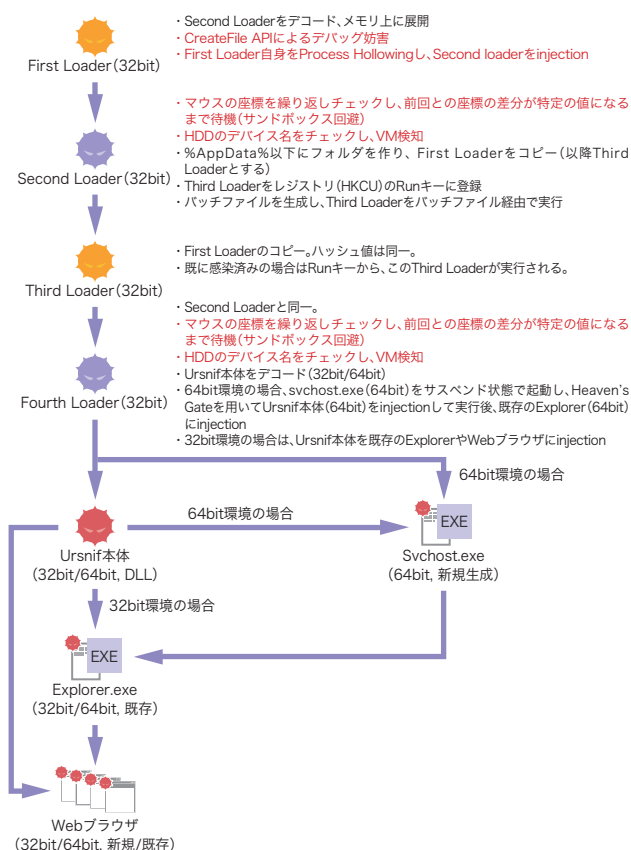 ・Second Loaderをデコード、メモリ上に展開
・CreateFile APIによるデバッグ妨害
・First Loader自身をProcess Hollowingし、Second loaderをinjection
First Loader(32bit)
・マウスの座標を繰り返しチェックし、前回との座標の差分が特定の値になる
まで待機(サンドボックス回避)
・HDDのデバイス名をチェックし、VM検知
・%AppData%以下にフォルダを作り、First Loaderをコピー(以降Third
Loaderとする)
・Third Loaderをレジストリ(HKCU)のRunキーに登録
・バッチファイルを生成し、Third Loaderをバッチファイル経由で実行
Second Loader(32bit)
・First Loaderのコピー。ハッシュ値は同一。
・既に感染済みの場合はRunキーから、このThird Loaderが実行される。
Third Loader(32bit)
・Second Loaderと同一。
・マウスの座標を繰り返しチェックし、前回との座標の差分が特定の値になる
まで待機(サンドボックス回避)
・HDDのデバイス名をチェックし、VM検知
・Ursnif本体をデコード(32bit/64bit)
・64bit環境の場合、svchost.exe(64bit)をサスペンド状態で起動し、Heaven's
Gateを用いてUrsnif本体(64bit)をinjectionして実行後、既存のExplorer(64bit)
にinjection
・32bit環境の場合は、Ursnif本体を既存のExplorerやWebブラウザにinjection
Fourth Loader(32bit)
64bit環境の場合
64bit環境の場合
EXE
Ursnif本体
(32bit/64bit, DLL)
Svchost.exe
(64bit, 新規生成)
32bit環境の場合
EXE
Explorer.exe
(32bit/64bit, 既存)
Webブラウザ
(32bit/64bit, 新規/既存)